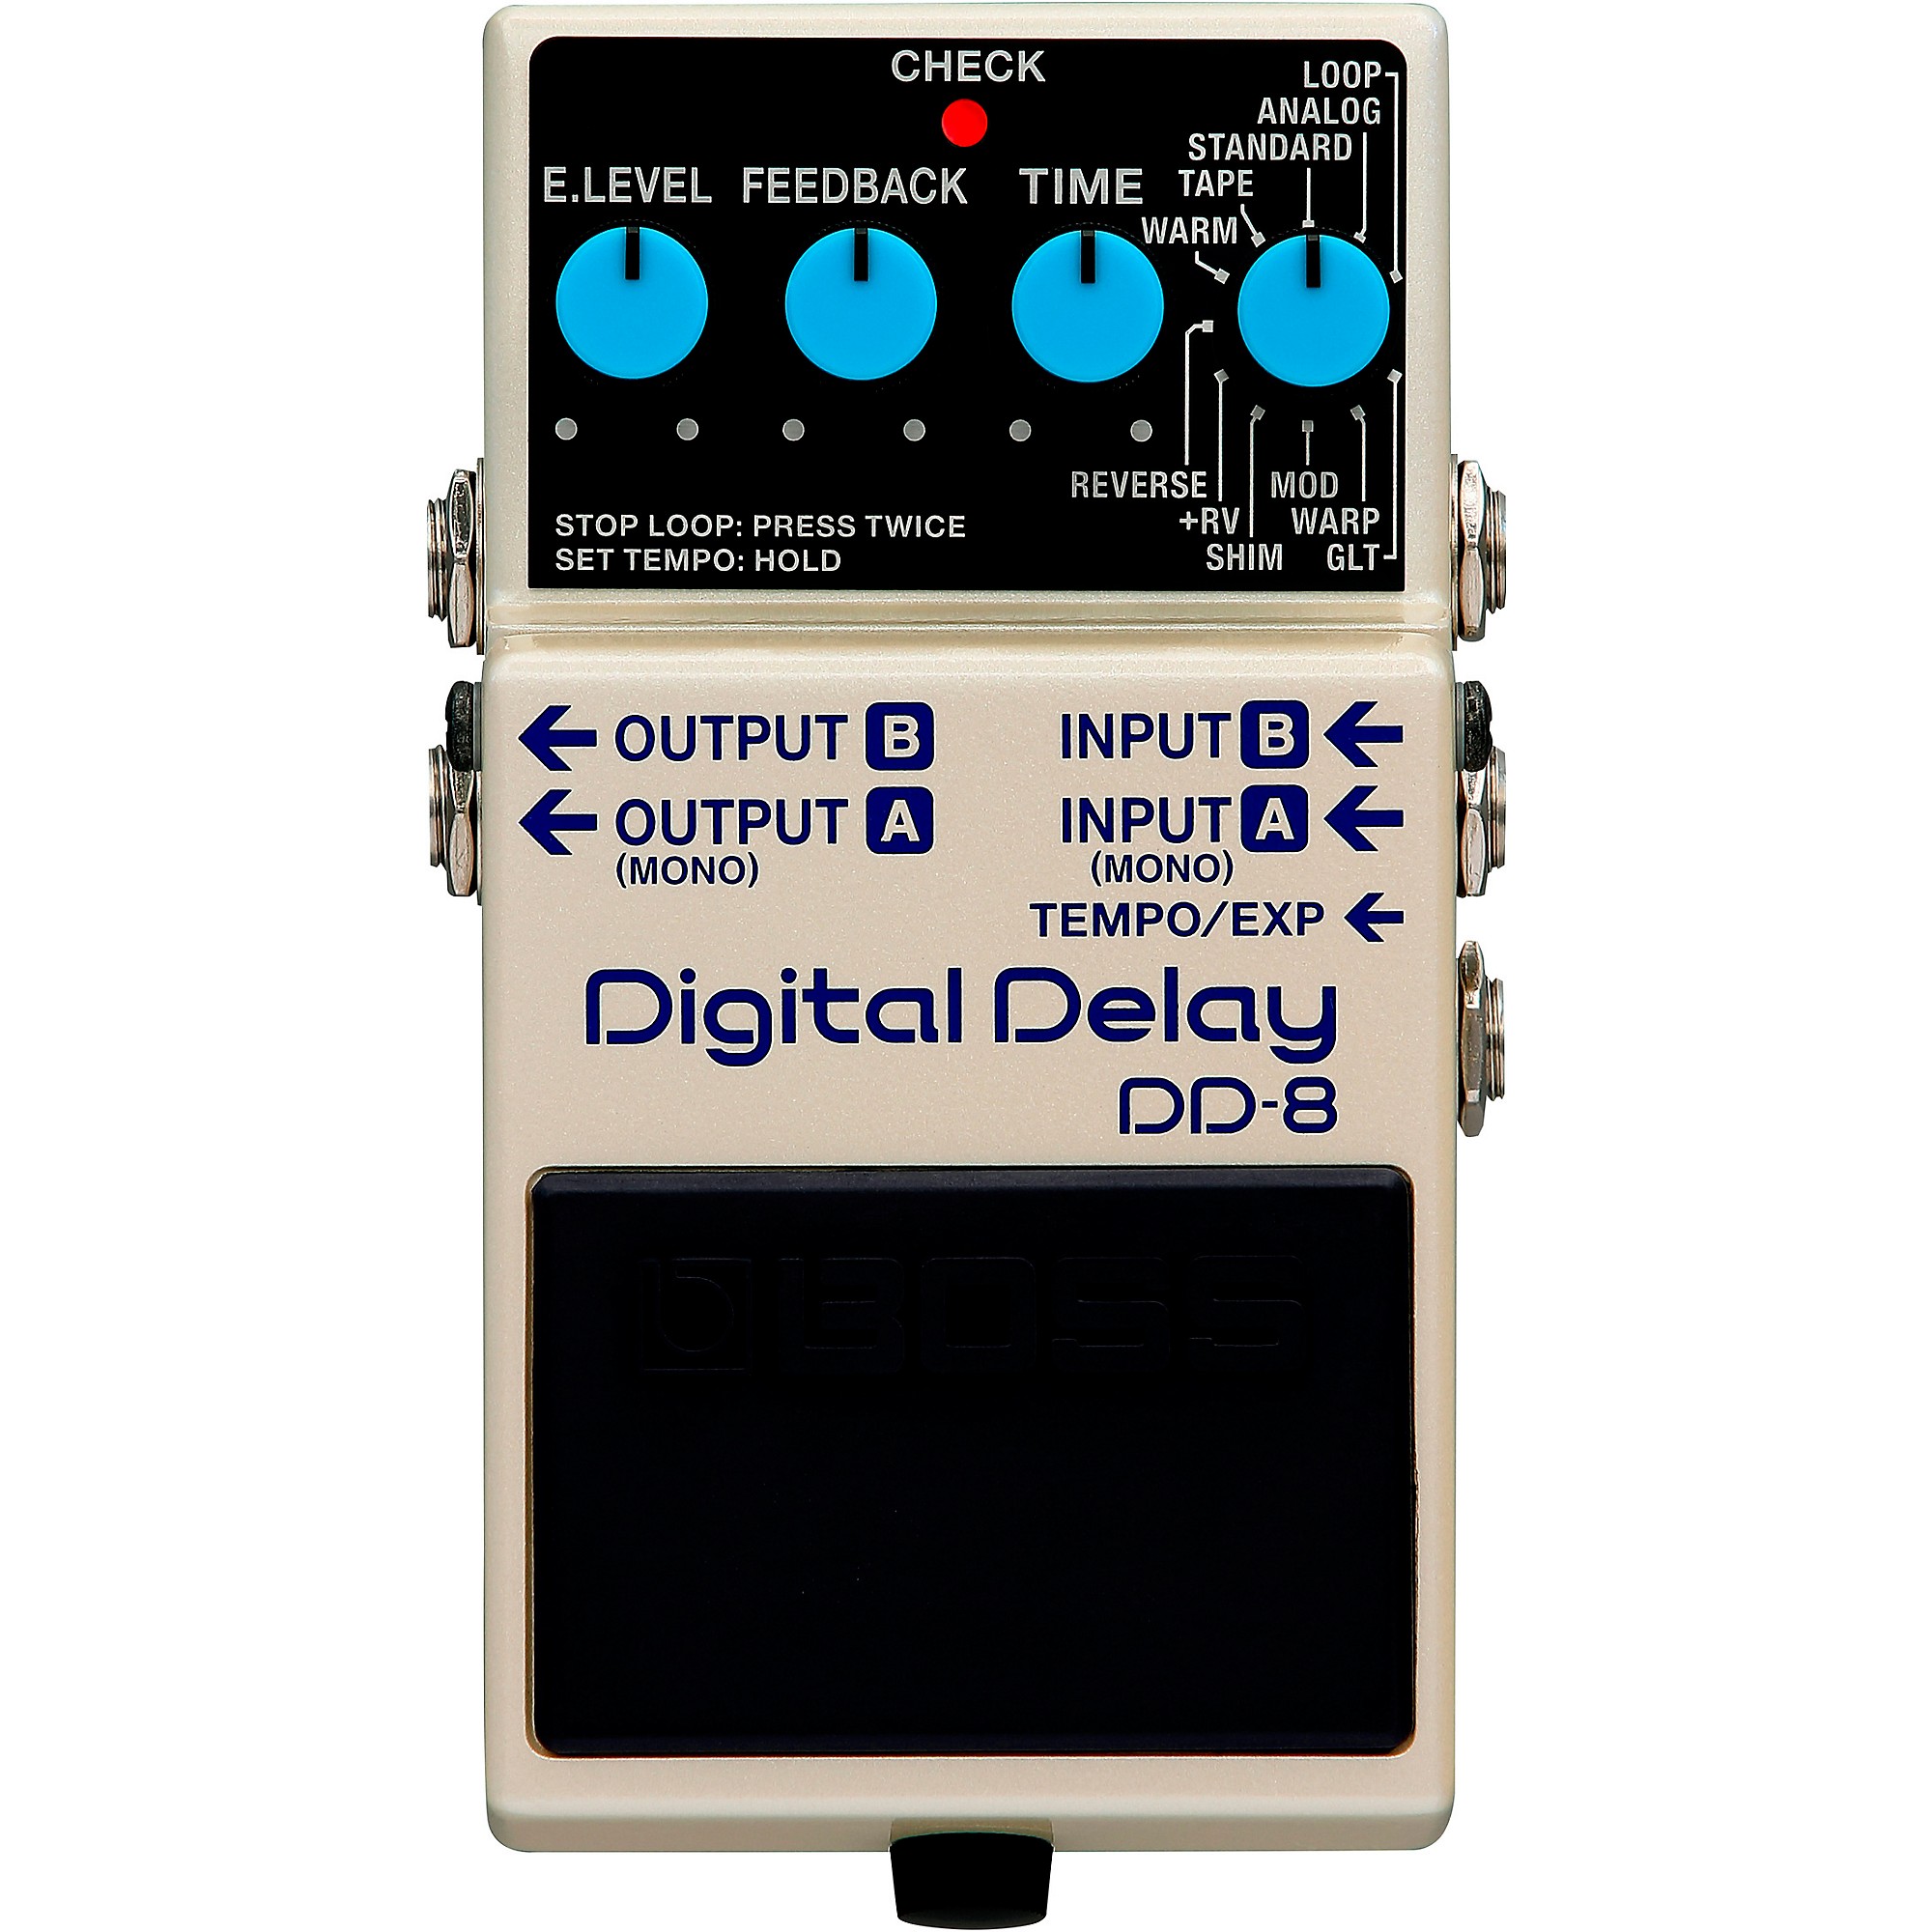 CHECK
LOOP
ANALOG
STANDARD
TAPE
WARM
E.LEVEL FEEDBACK TIME
REVERSE MOD
+RV WARP
SHIM GLT
STOP LOOP: PRESS TWICE
SET TEMPO: HOLD
← OUTPUT B INPUT B ←
← OUTPUT A INPUT A ←
(MONO) (MONO)
TEMPO/EXP ←
Digital Delay
DD-8
BOSS